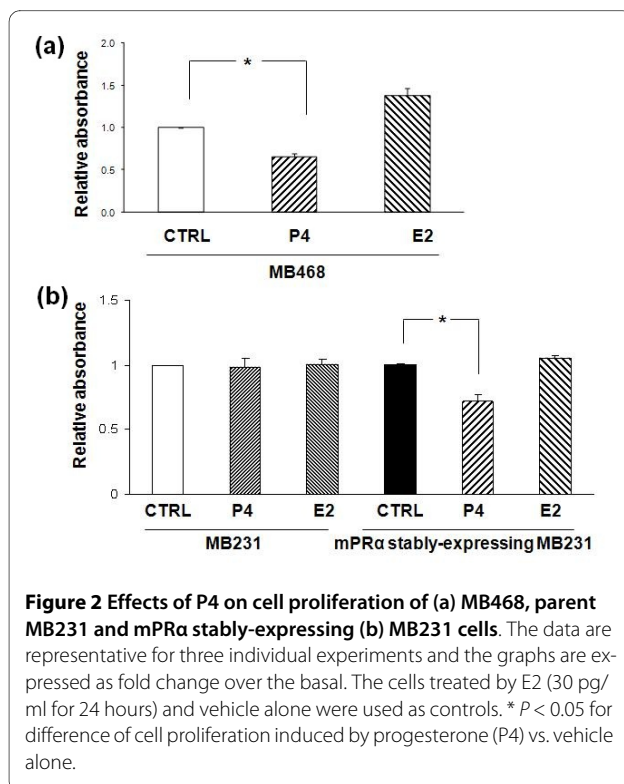 (a)
2.0
1.5
1.0
0.5
0.0
Relative absorbance
*
CTRL P4 E2
MB468
(b)
1.5
1
0.5
0
Relative absorbance
*
CTRL P4 E2 CTRL P4 E2
MB231 mPRα stably-expressing MB231
Figure 2 Effects of P4 on cell proliferation of (a) MB468, parent
MB231 and mPRα stably-expressing (b) MB231 cells. The data are
representative for three individual experiments and the graphs are ex-
pressed as fold change over the basal. The cells treated by E2 (30 pg/
ml for 24 hours) and vehicle alone were used as controls. * P < 0.05 for
difference of cell proliferation induced by progesterone (P4) vs. vehicle
alone.